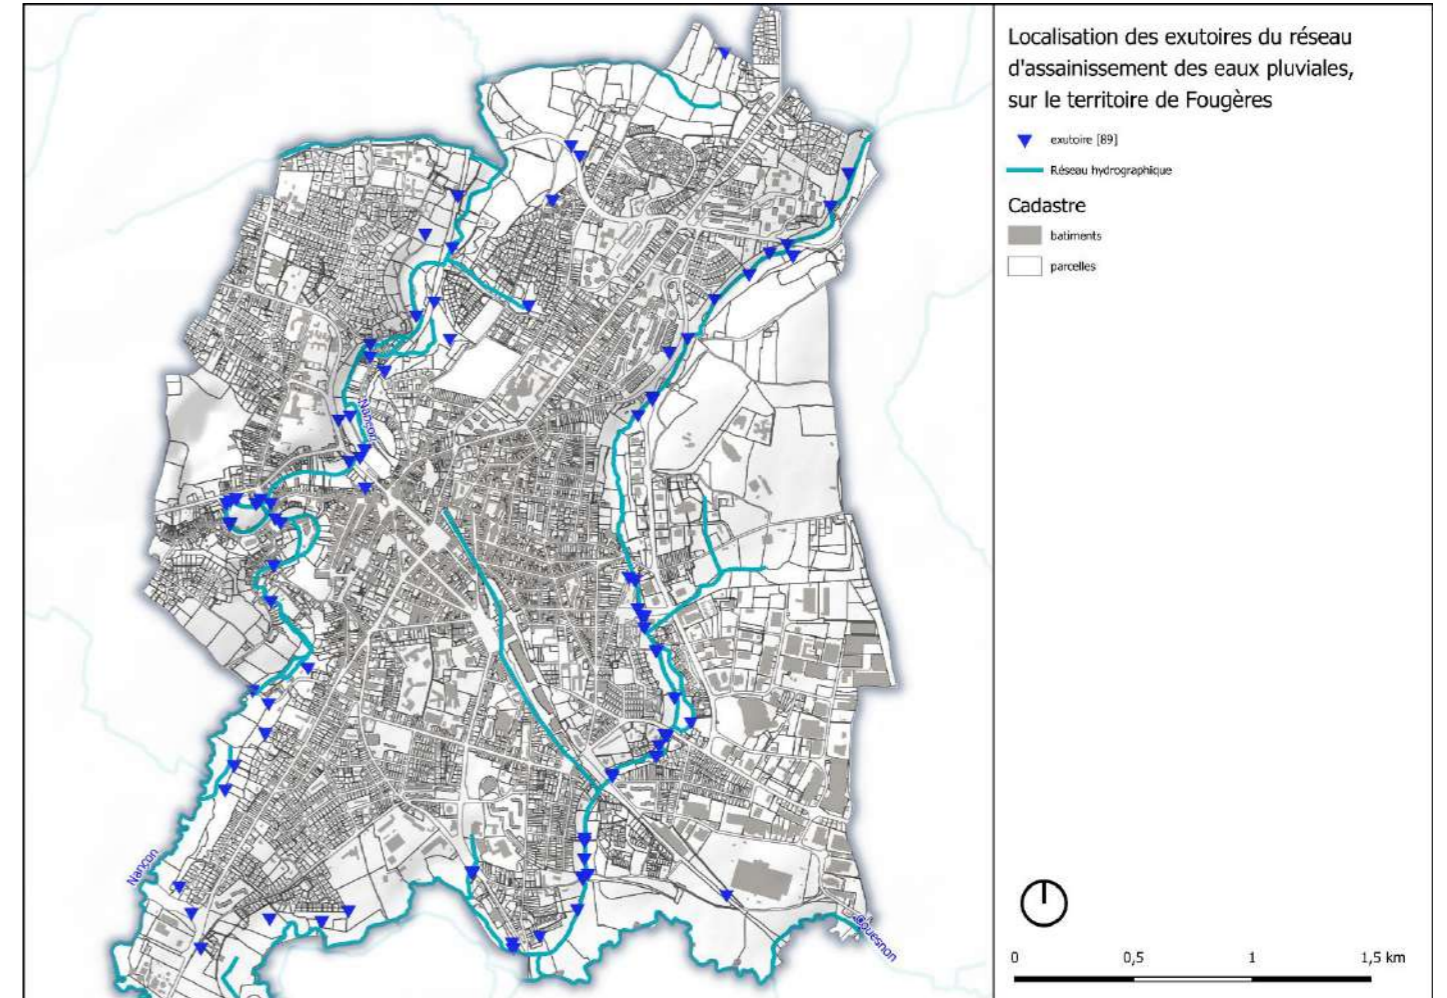 Localisation des exutoires du réseau
d'assainissement des eaux pluviales,
sur le territoire de Fougères
exutoire [89]
Réseau hydrographique
Cadastre
batiments
parcelles
Nançon
Nançon
Couesnon
0 0,5 1 1,5 km